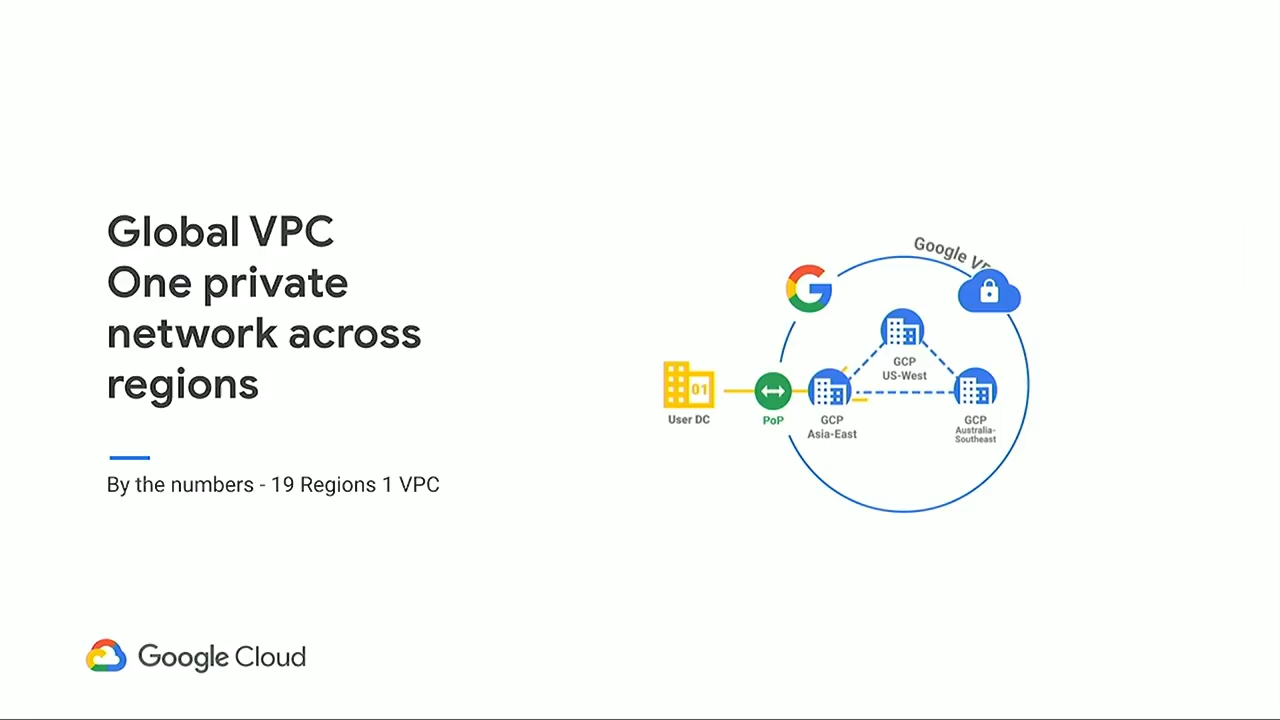 Global VPC
One private
network across
regions
By the numbers - 19 Regions 1 VPC
Google
01
User DC
PoP
GCP
US-West
GCP
Asia-East
GCP
Australia-
Southeast
Google Cloud